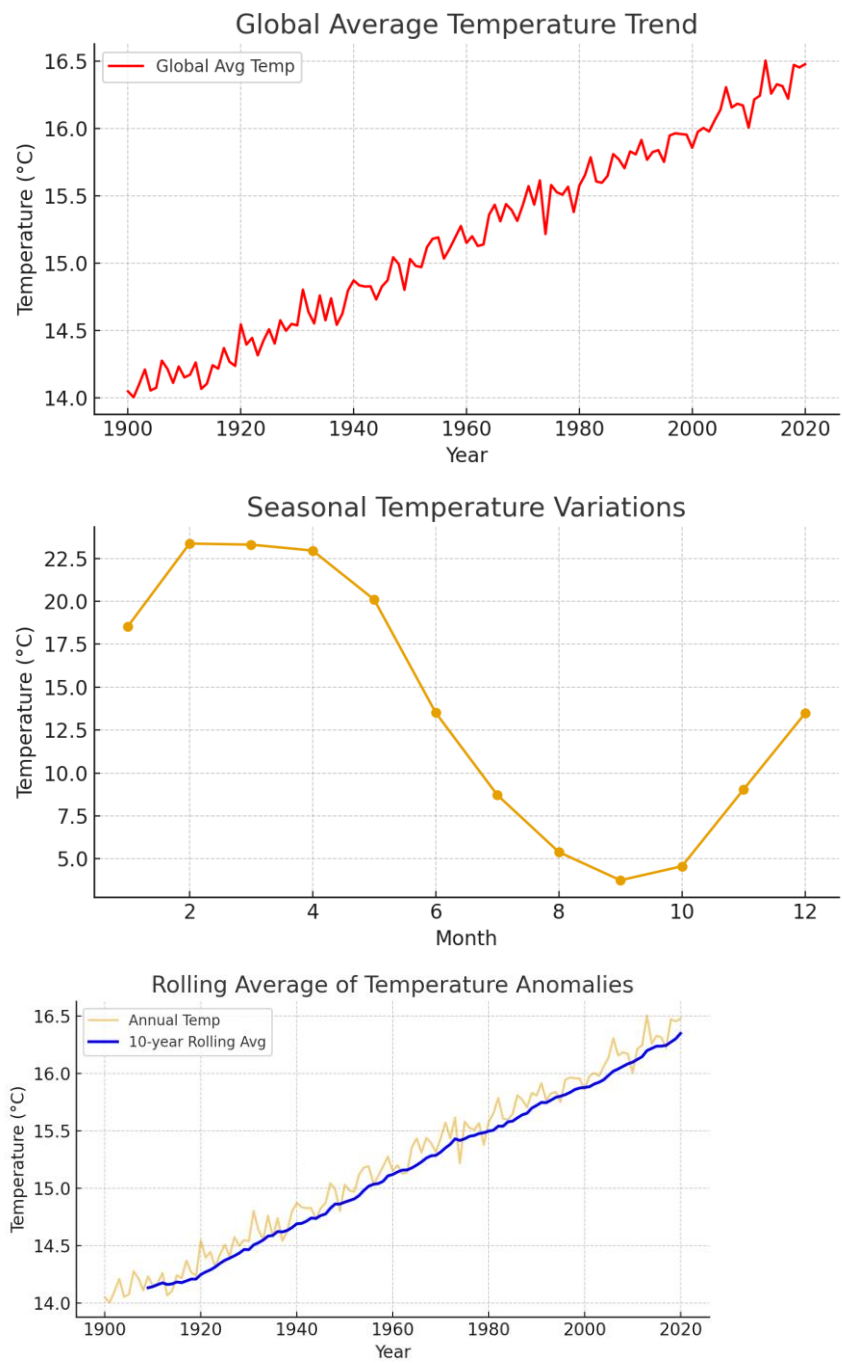 Global Average Temperature Trend
Global Avg Temp
Temperature (°C)
16.5
16.0
15.5
15.0
14.5
14.0
1900 1920 1940 1960 1980 2000 2020
Year
Seasonal Temperature Variations
Temperature (°C)
22.5
20.0
17.5
15.0
12.5
10.0
7.5
5.0
2 4 6 8 10 12
Month
Rolling Average of Temperature Anomalies
Annual Temp
10-year Rolling Avg
Temperature (°C)
16.5
16.0
15.5
15.0
14.5
14.0
1900 1920 1940 1960 1980 2000 2020
Year